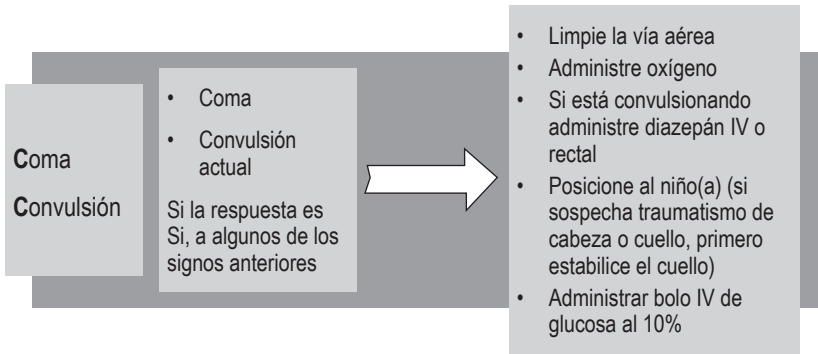 Coma
Convulsión
• Coma
• Convulsión
actual
Si la respuesta es
Si, a algunos de los
signos anteriores
• Limpie la vía aérea
• Administre oxígeno
• Si está convulsionando
administre diazepán IV o
rectal
• Posicione al niño(a) (si
sospecha traumatismo de
cabeza o cuello, primero
estabilice el cuello)
• Administrar bolo IV de
glucosa al 10%